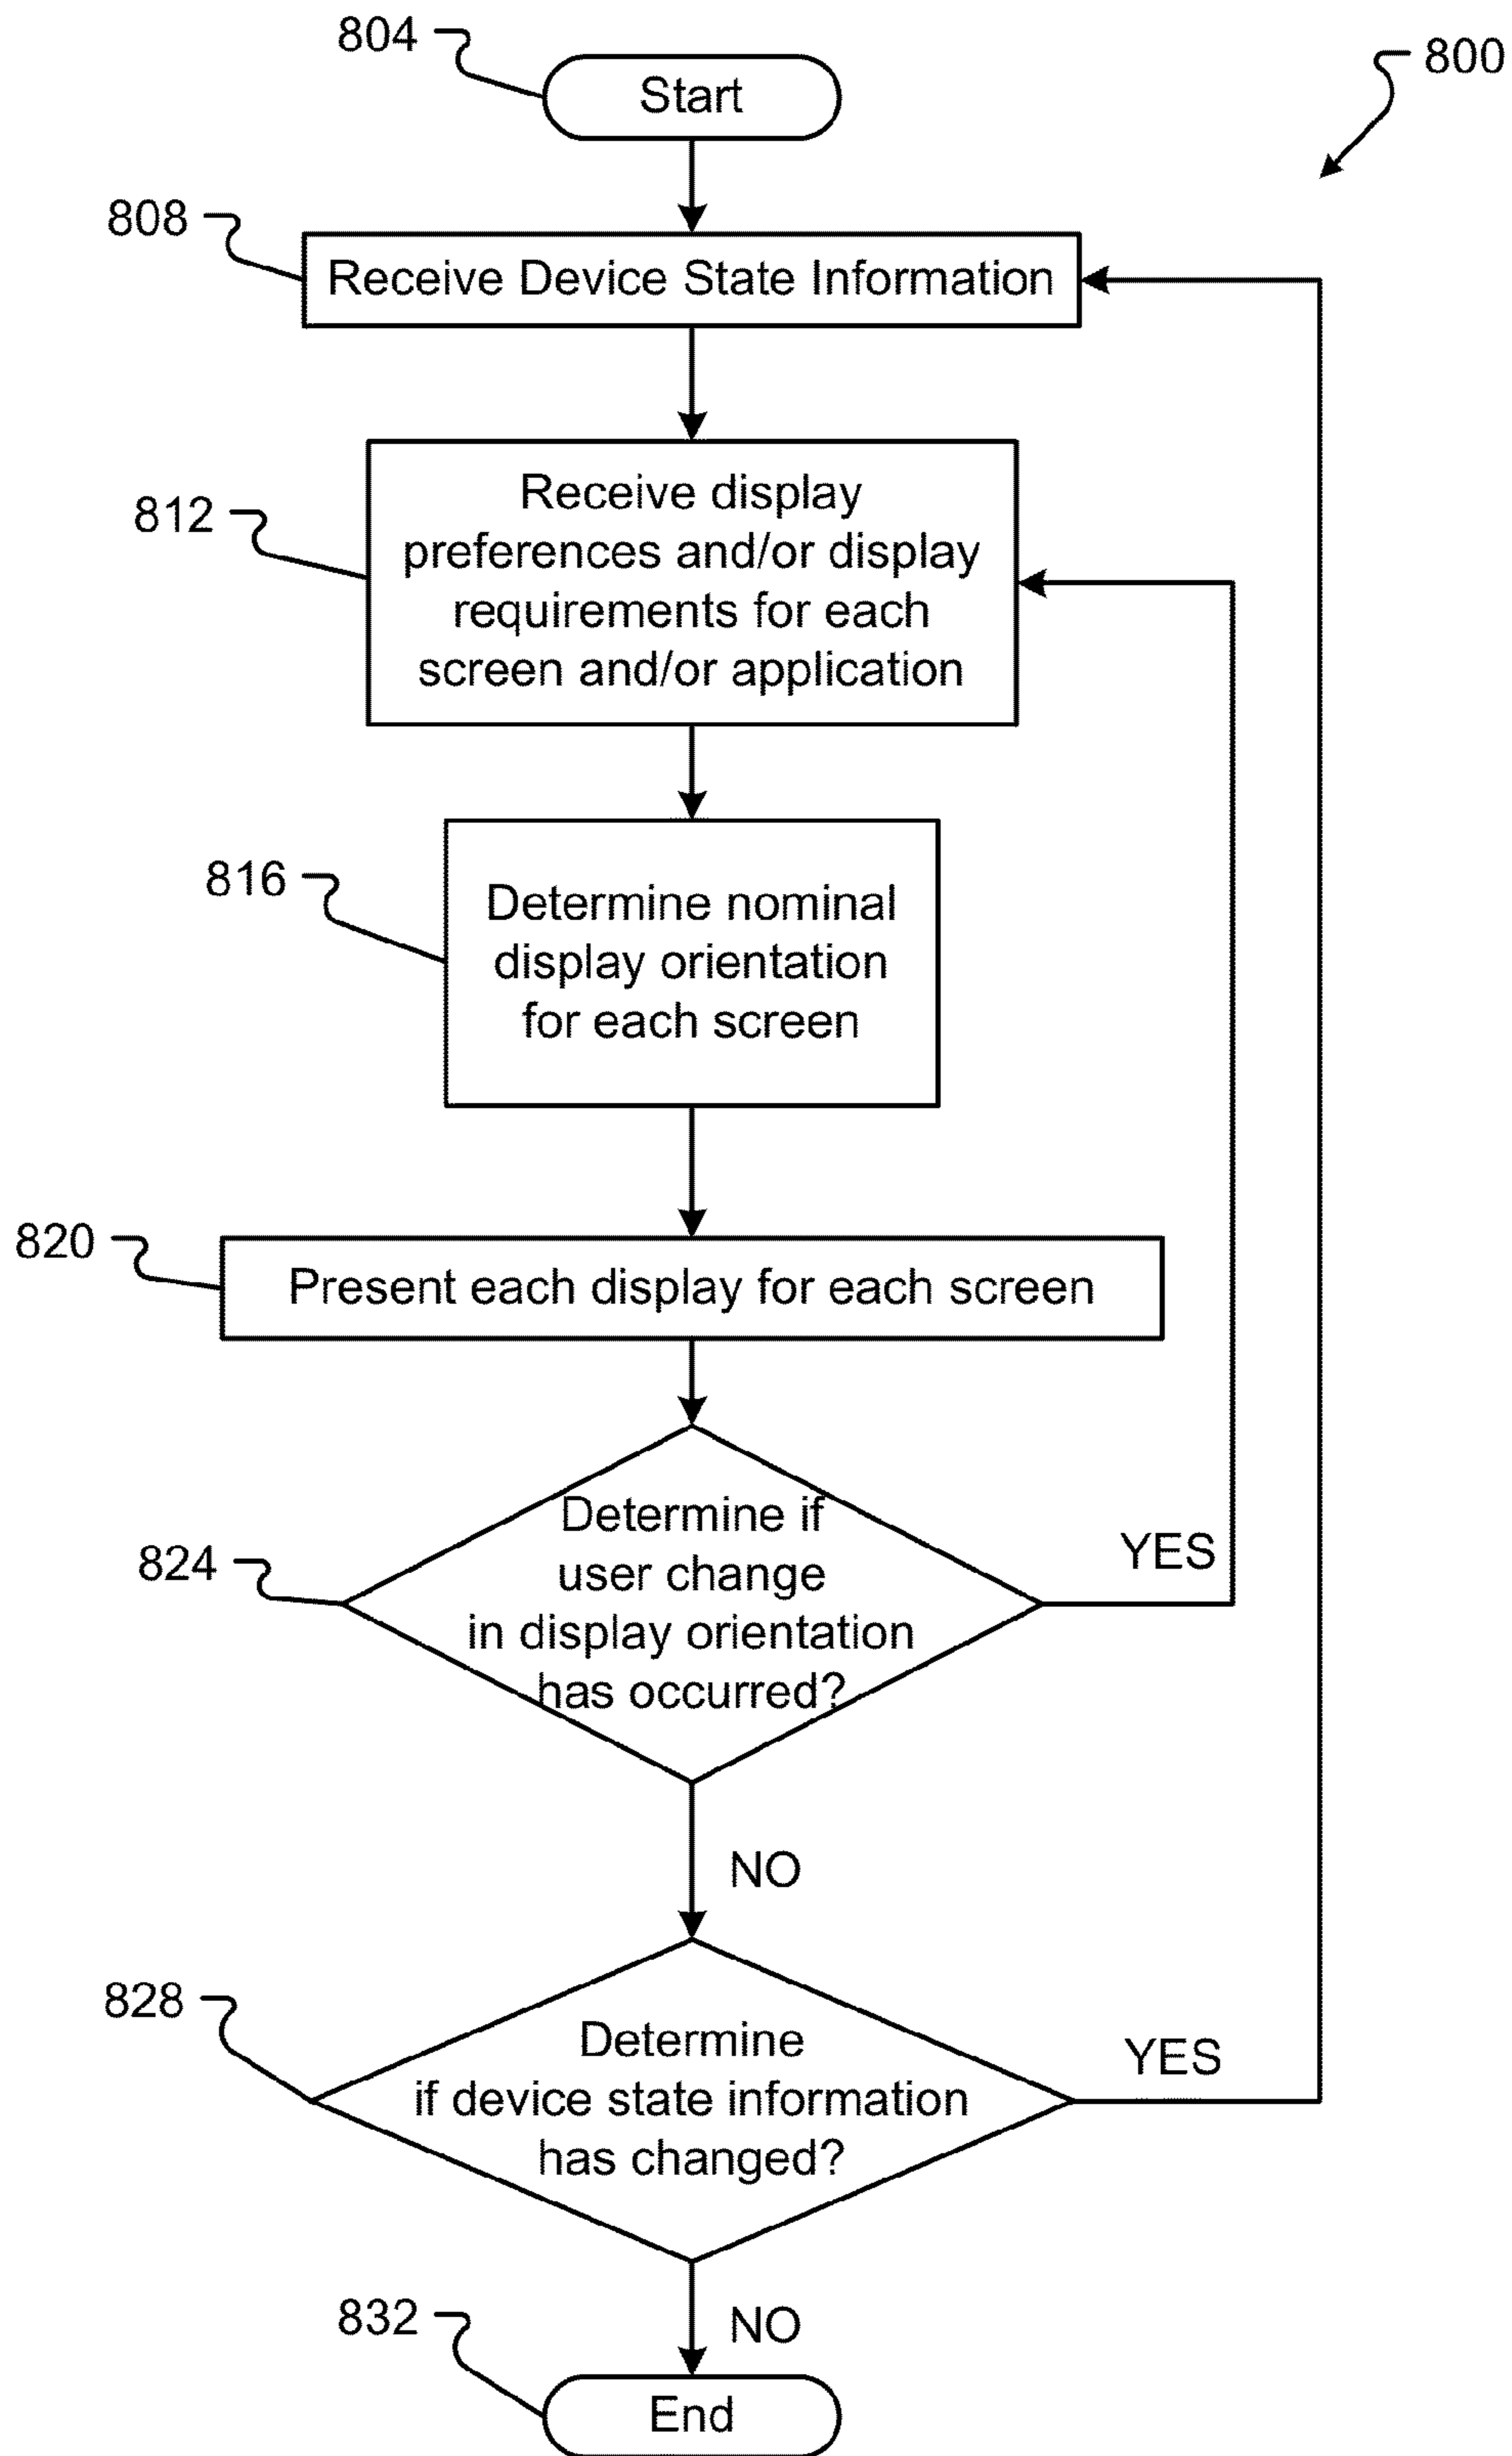 804
Start
800
808
Receive Device State Information
812
Receive display
preferences and/or display
requirements for each
screen and/or application
816
Determine nominal
display orientation
for each screen
820
Present each display for each screen
824
Determine if
user change
in display orientation
has occurred?
YES
NO
828
Determine
if device state information
has changed?
YES
NO
832
End